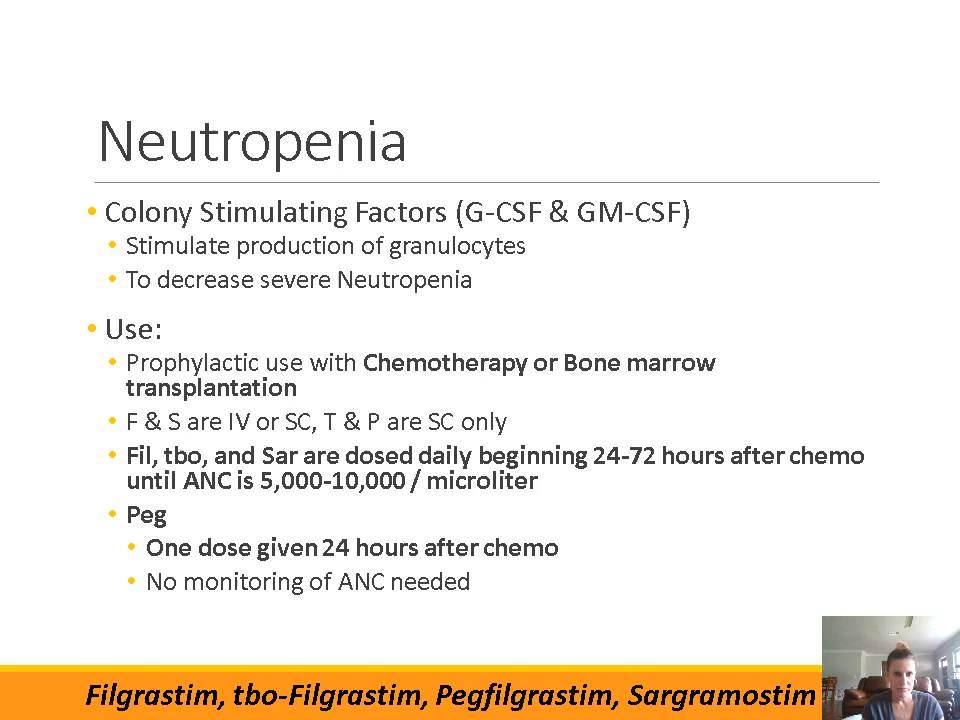 Neutropenia
• Colony Stimulating Factors (G-CSF & GM-CSF)
• Stimulate production of granulocytes
• To decrease severe Neutropenia
• Use:
• Prophylactic use with Chemotherapy or Bone marrow
transplantation
• F & S are IV or SC, T & P are SC only
• Fil, tbo, and Sar are dosed daily beginning 24-72 hours after chemo
until ANC is 5,000-10,000 / microliter
• Peg
• One dose given 24 hours after chemo
• No monitoring of ANC needed
Filgrastim, tbo-Filgrastim, Pegfilgrastim, Sargramostim